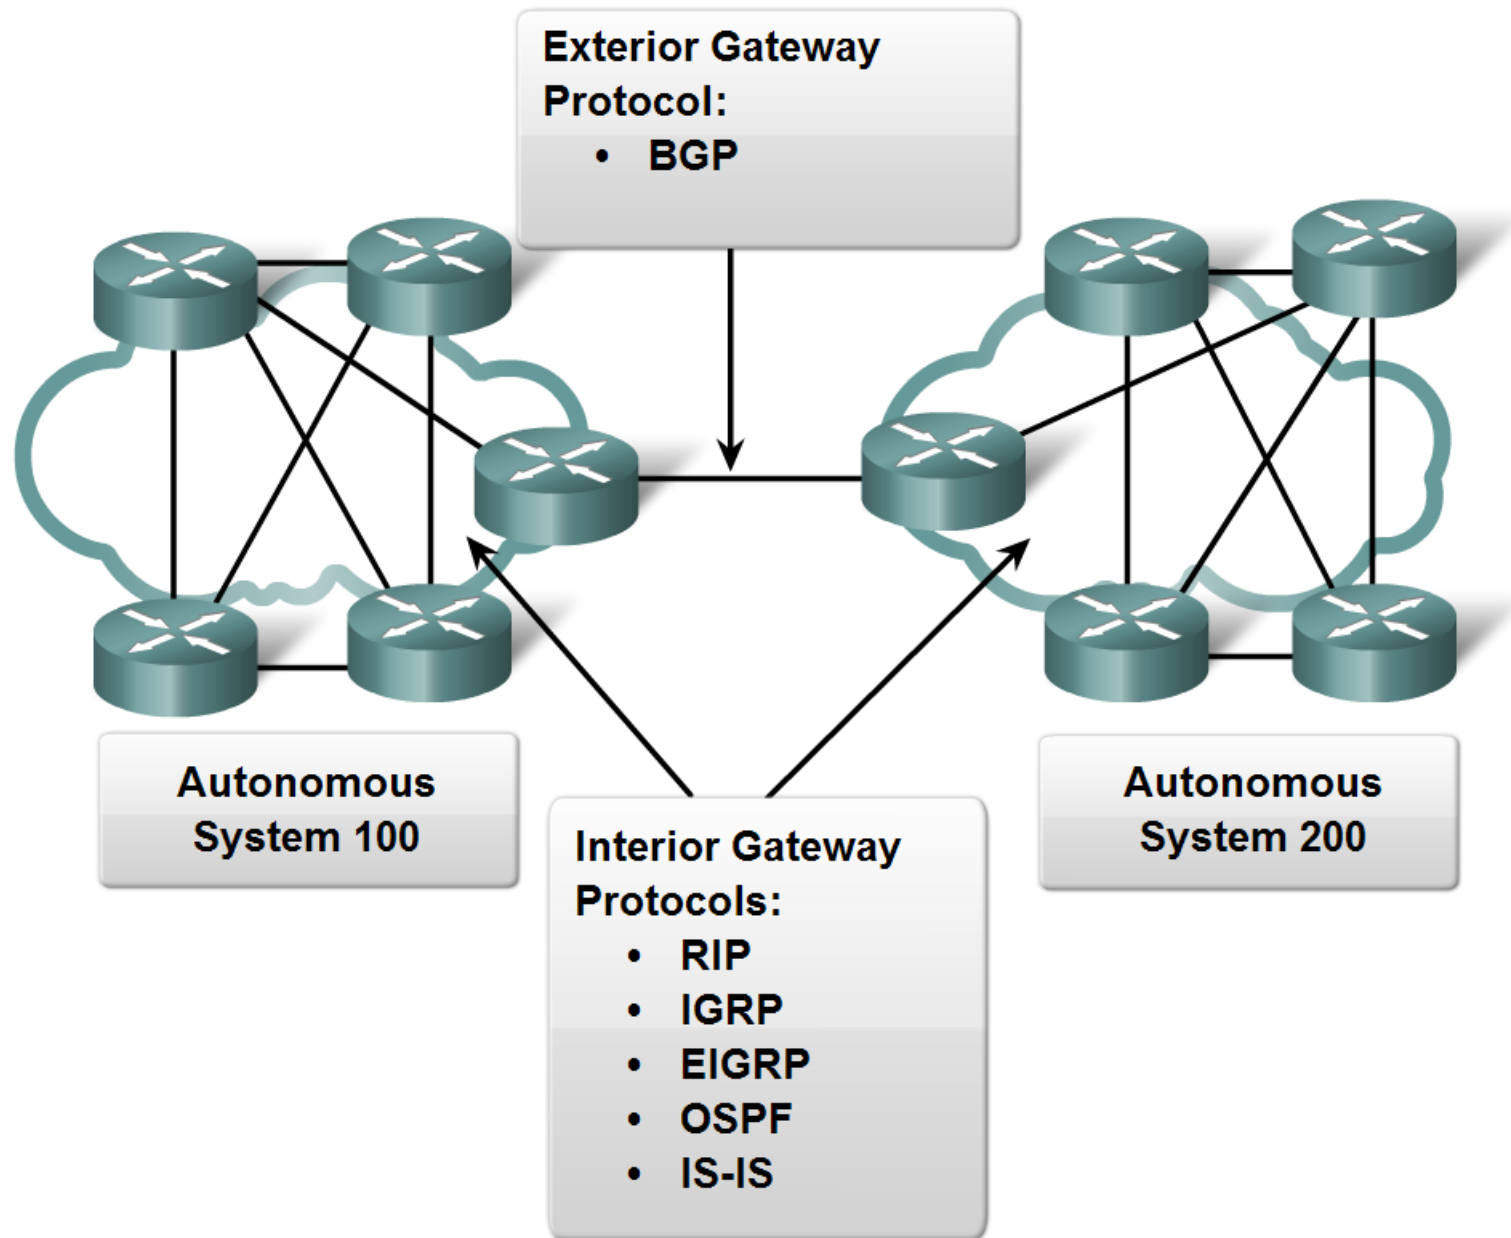 Exterior Gateway
Protocol:
• BGP
Autonomous
System 100
Autonomous
System 200
Interior Gateway
Protocols:
• RIP
• IGRP
• EIGRP
• OSPF
• IS-IS